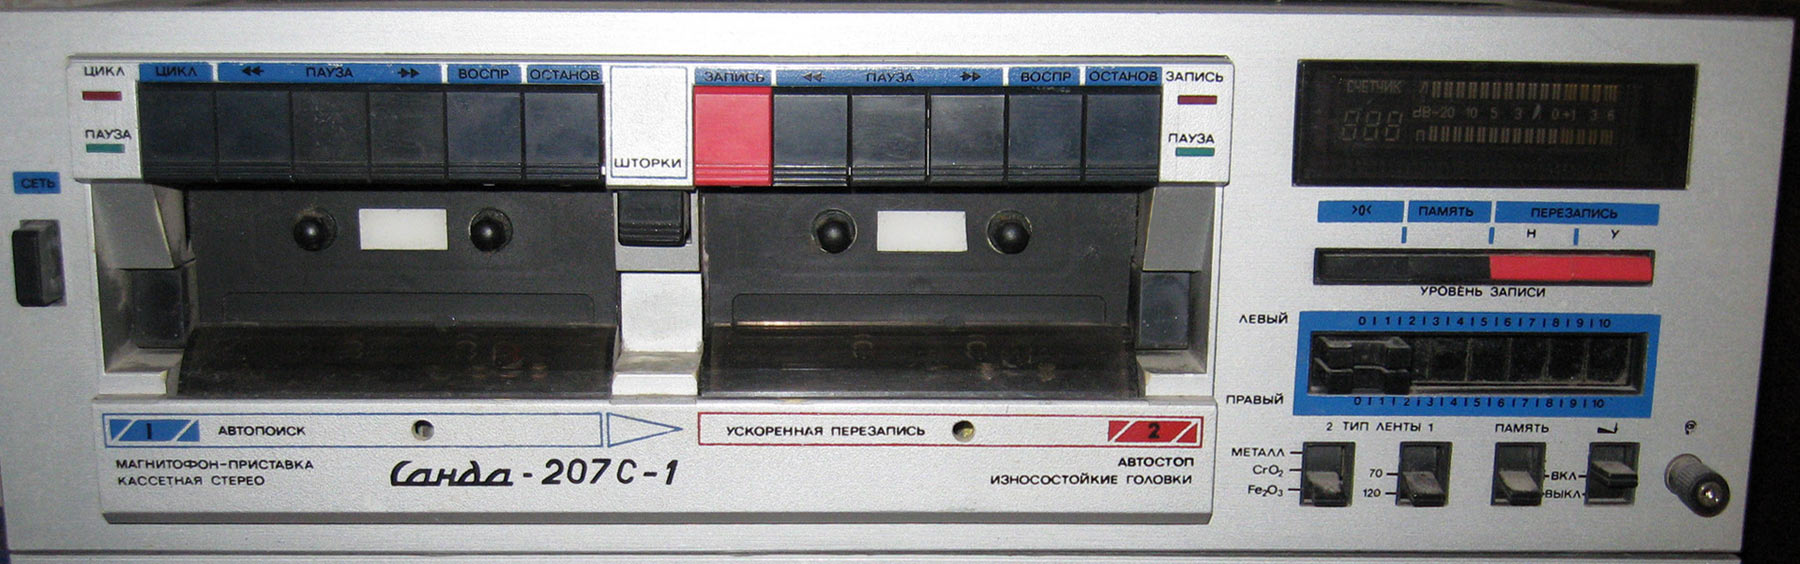 ЦИКЛ ЦИКЛ ПАУЗА ВОСПР ОСТАНОВ ЗАПИСЬ ПАУЗА ВОСПР ОСТАНОВ ЗАПИСЬ
ПАУЗА ШТОРКИ ПАУЗА
СЕТЬ
СЧЕТЧИК Л
dB-20 10 5 3 0 +1 3 6
888 П
>0< ПАМЯТЬ ПЕРЕЗАПИСЬ
Н У
УРОВЕНЬ ЗАПИСИ
ЛЕВЫЙ 0 1 2 3 4 5 6 7 8 9 10
ПРАВЫЙ 0 1 2 3 4 5 6 7 8 9 10
1 АВТОПОИСК
УСКОРЕННАЯ ПЕРЕЗАПИСЬ 2
МАГНИТОФОН-ПРИСТАВКА
КАССЕТНАЯ СТЕРЕО
Санда-207С-1
АВТОСТОП
ИЗНОСОСТОЙКИЕ ГОЛОВКИ
2 ТИП ЛЕНТЫ 1 ПАМЯТЬ
МЕТАЛЛ
CrO₂ 70 ВКЛ
Fe₂O₃ 120 ВЫКЛ